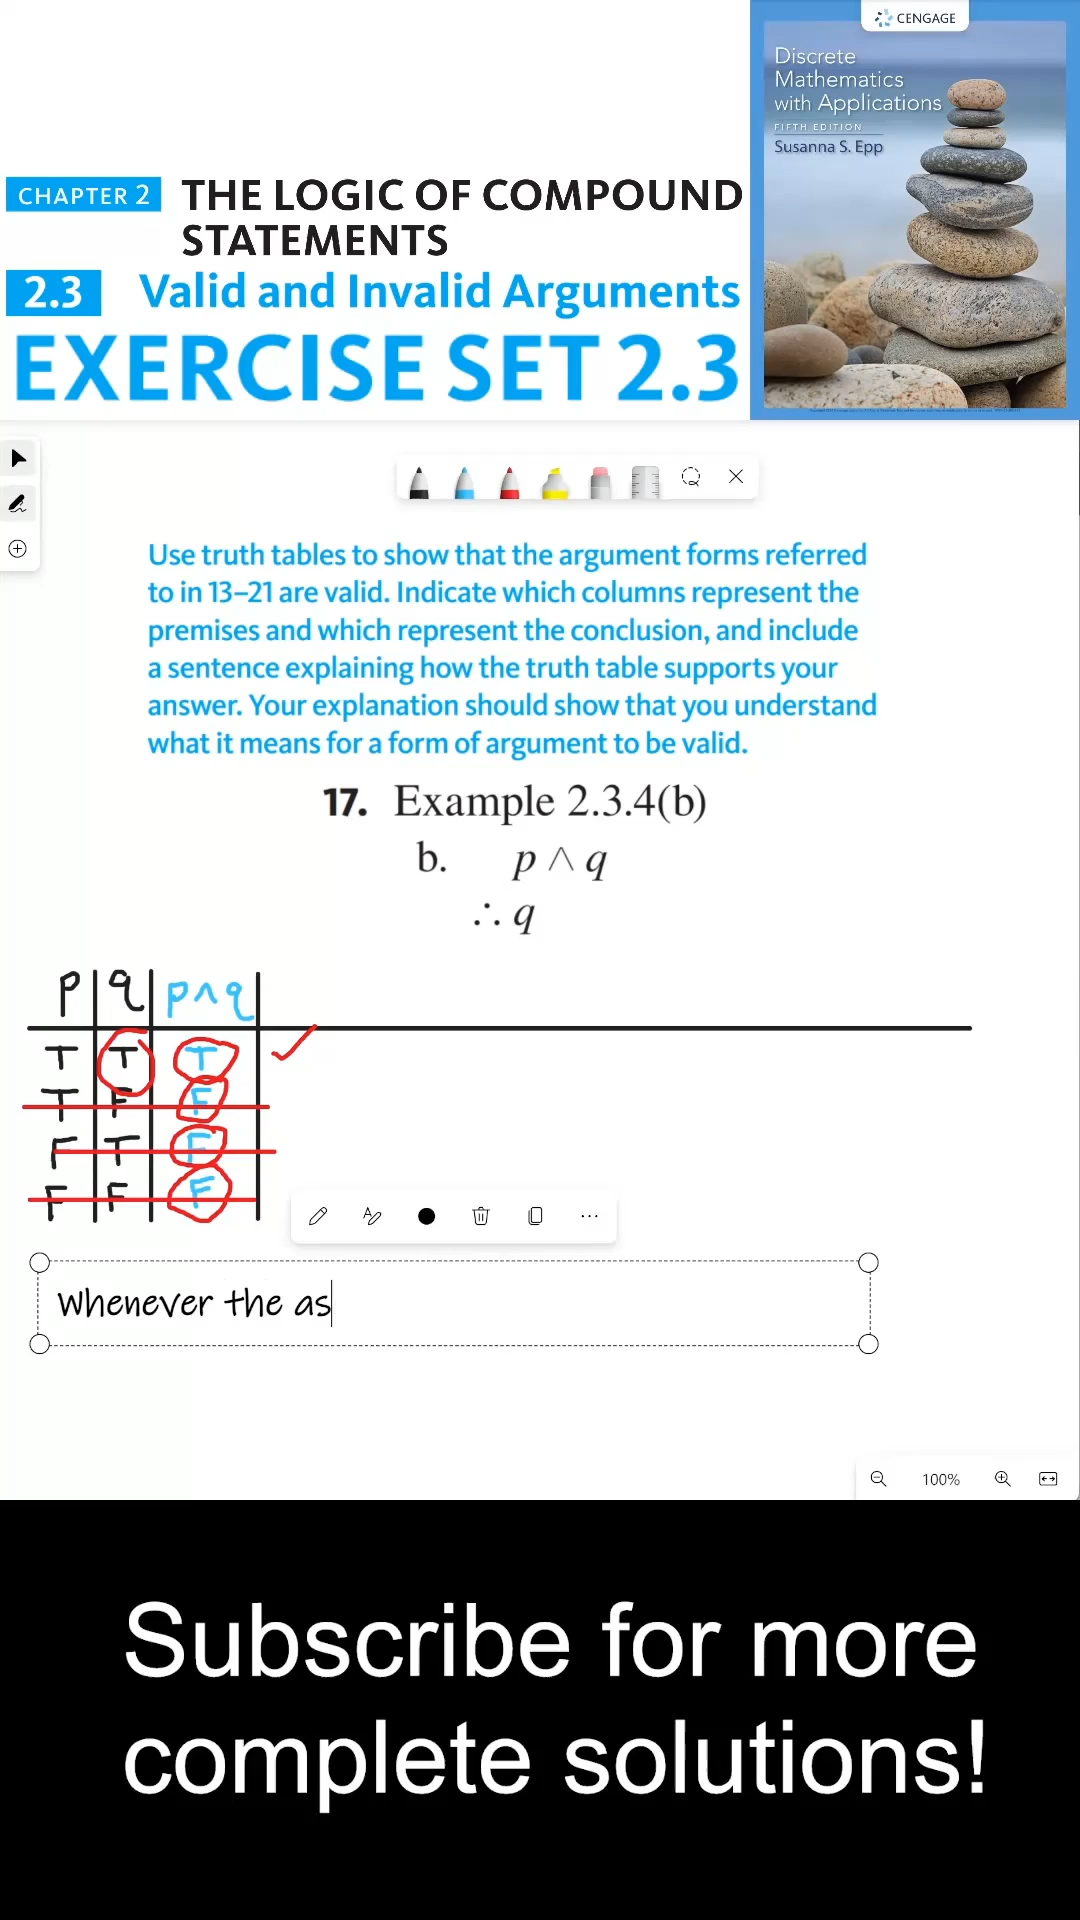 CENGAGE
Discrete
Mathematics
with Applications
FIFTH EDITION
Susanna S. Epp
CHAPTER 2 THE LOGIC OF COMPOUND
STATEMENTS
2.3 Valid and Invalid Arguments
EXERCISE SET 2.3
Use truth tables to show that the argument forms referred
to in 13–21 are valid. Indicate which columns represent the
premises and which represent the conclusion, and include
a sentence explaining how the truth table supports your
answer. Your explanation should show that you understand
what it means for a form of argument to be valid.
17. Example 2.3.4(b)
b. p ∧ q
∴ q
p q p∧q
T T T
T F F
F T F
F F F
Whenever the as
100%
Subscribe for more
complete solutions!